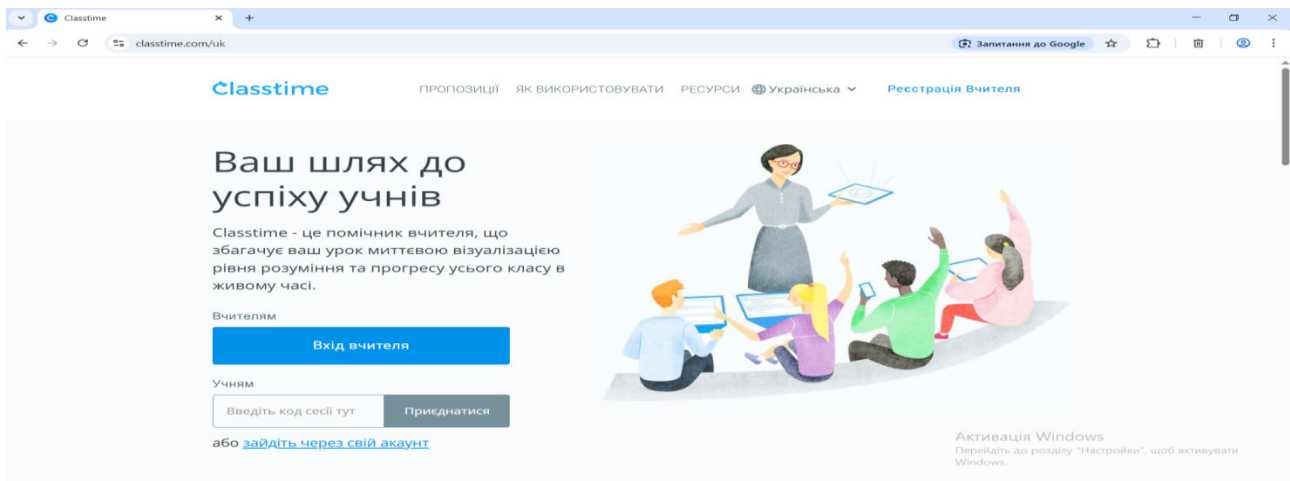 Classtime
classtime.com/uk
Запитання до Google
Classtime
ПРОПОЗИЦІЇ ЯК ВИКОРИСТОВУВАТИ РЕСУРСИ Українська Реєстрація Вчителя
Ваш шлях до
успіху учнів
Classtime - це помічник вчителя, що
збагачує ваш урок миттєвою візуалізацією
рівня розуміння та прогресу усього класу в
живому часі.
Вчителям
Вхід вчителя
Учням
Введіть код сесії тут Приєднатися
або зайдіть через свій акаунт
Активація Windows
Перейдіть до розділу "Настройки", щоб активувати
Windows.